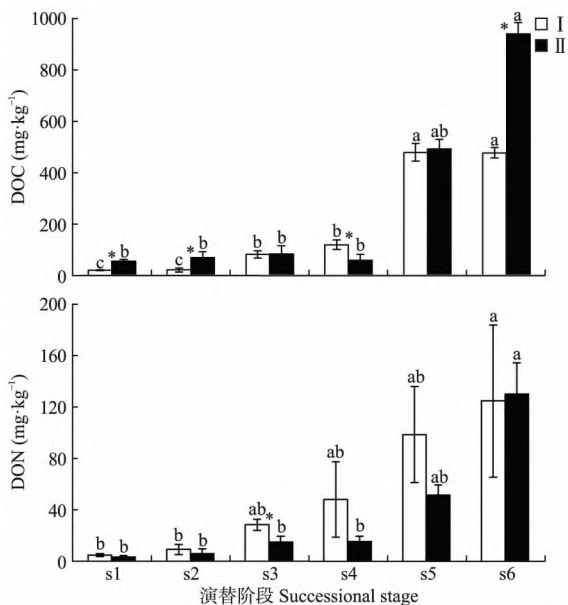 1000
800
600
400
200
0
DOC (mg·kg⁻¹)
Ⅰ
Ⅱ
c * b
c * b
b b
b * b
a ab
a * a
200
160
120
80
40
0
DON (mg·kg⁻¹)
b b
b b
ab * b
ab b
ab ab
a a
s1 s2 s3 s4 s5 s6
演替阶段 Successional stage